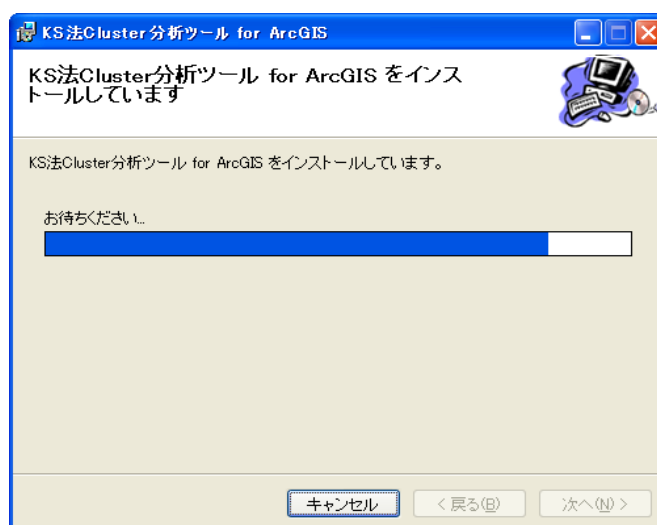 KS法Cluster分析ツール for ArcGIS
KS法Cluster分析ツール for ArcGIS をインス
トールしています
KS法Cluster分析ツール for ArcGIS をインストールしています。
お待ちください...
キャンセル
< 戻る(B)
次へ(N) >